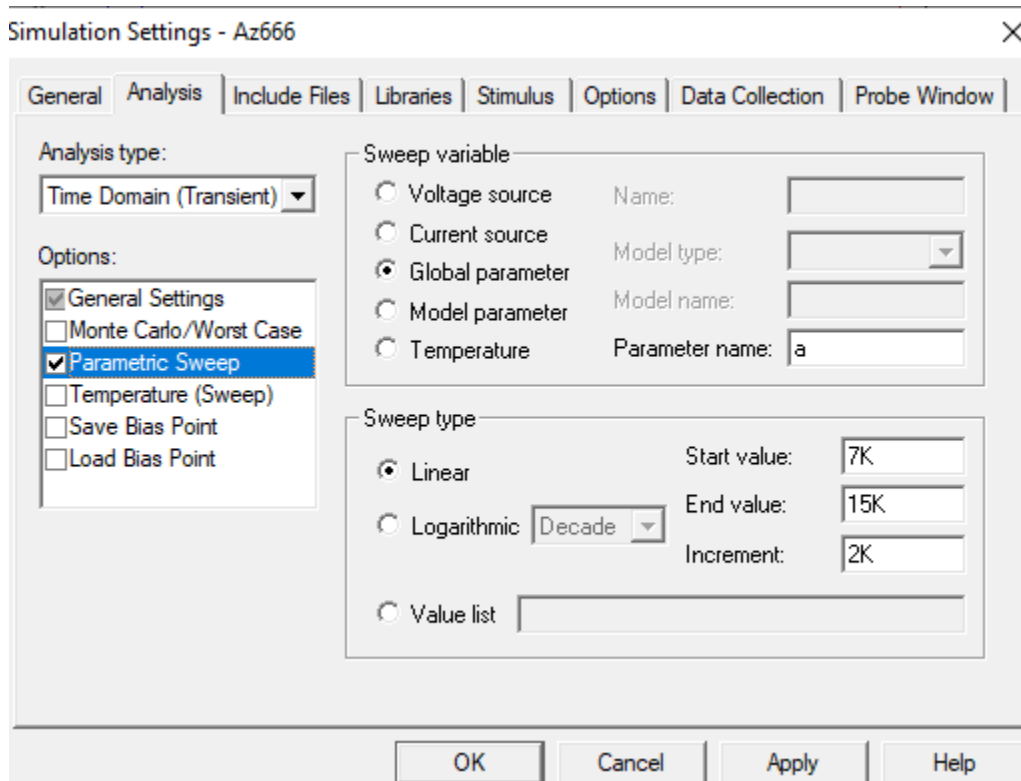 Simulation Settings - Az666
General Analysis Include Files Libraries Stimulus Options Data Collection Probe Window
Analysis type:
Time Domain (Transient)
Options:
General Settings
Monte Carlo/Worst Case
Parametric Sweep
Temperature (Sweep)
Save Bias Point
Load Bias Point
Sweep variable
Voltage source
Current source
Global parameter
Model parameter
Temperature
Name:
Model type:
Model name:
Parameter name: a
Sweep type
Linear
Logarithmic Decade
Value list
Start value: 7K
End value: 15K
Increment: 2K
OK Cancel Apply Help